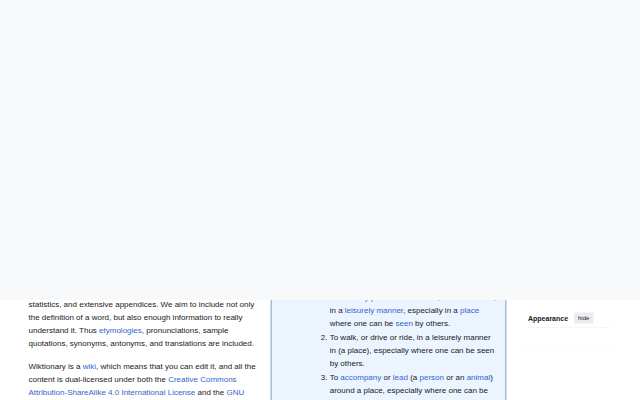 statistics, and extensive appendices. We aim to include not only
the definition of a word, but also enough information to really
understand it. Thus etymologies, pronunciations, sample
quotations, synonyms, antonyms, and translations are included.
Wiktionary is a wiki, which means that you can edit it, and all the
content is dual-licensed under both the Creative Commons
Attribution-ShareAlike 4.0 International License and the GNU
in a leisurely manner, especially in a place
where one can be seen by others.
2. To walk, or drive or ride, in a leisurely manner
in (a place), especially where one can be seen
by others.
3. To accompany or lead (a person or an animal)
around a place, especially where one can be
Appearance hide